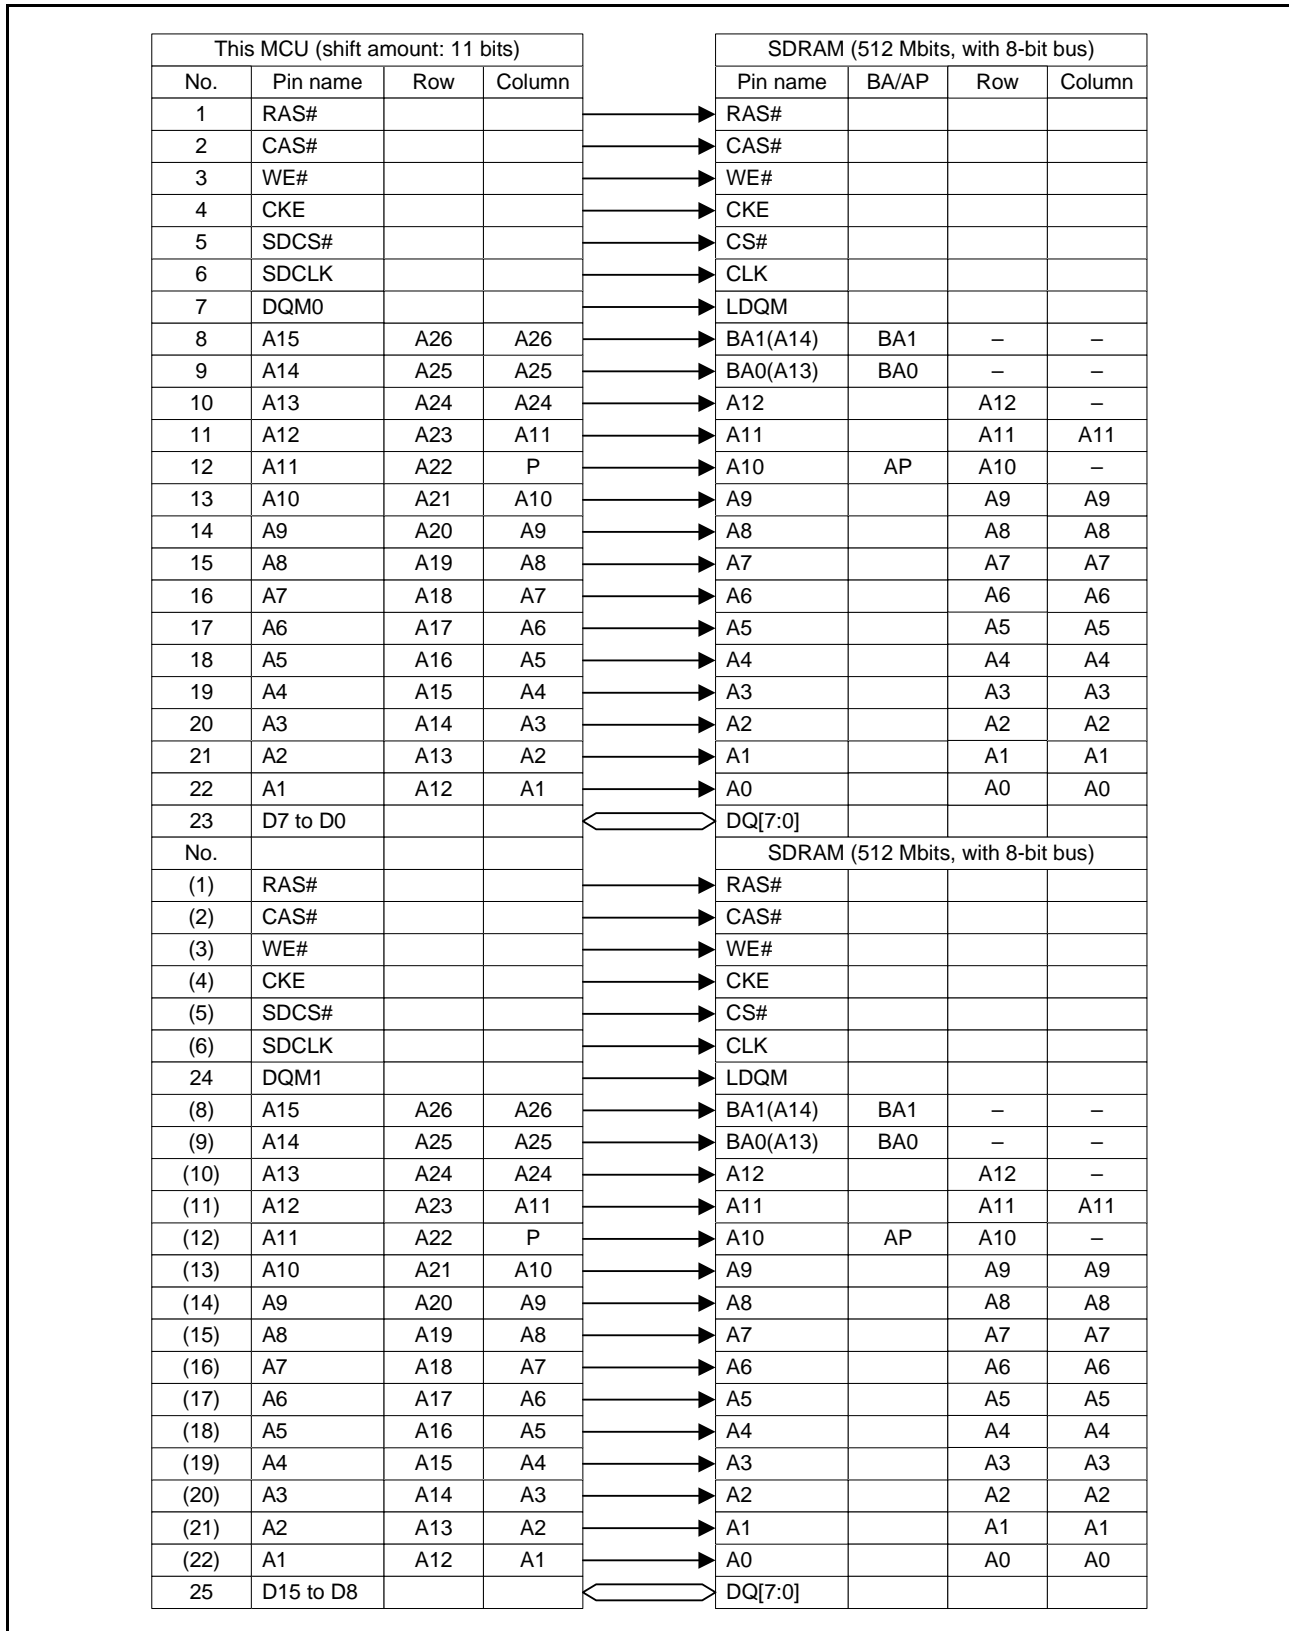 This MCU (shift amount: 11 bits) SDRAM (512 Mbits, with 8-bit bus)
No. Pin name Row Column Pin name BA/AP Row Column
1 RAS# RAS#
2 CAS# CAS#
3 WE# WE#
4 CKE CKE
5 SDCS# CS#
6 SDCLK CLK
7 DQM0 LDQM
8 A15 A26 A26 BA1(A14) BA1 – –
9 A14 A25 A25 BA0(A13) BA0 – –
10 A13 A24 A24 A12 A12 –
11 A12 A23 A11 A11 A11 A11
12 A11 A22 P A10 AP A10 –
13 A10 A21 A10 A9 A9 A9
14 A9 A20 A9 A8 A8 A8
15 A8 A19 A8 A7 A7 A7
16 A7 A18 A7 A6 A6 A6
17 A6 A17 A6 A5 A5 A5
18 A5 A16 A5 A4 A4 A4
19 A4 A15 A4 A3 A3 A3
20 A3 A14 A3 A2 A2 A2
21 A2 A13 A2 A1 A1 A1
22 A1 A12 A1 A0 A0 A0
23 D7 to D0 DQ[7:0]
No. SDRAM (512 Mbits, with 8-bit bus)
(1) RAS# RAS#
(2) CAS# CAS#
(3) WE# WE#
(4) CKE CKE
(5) SDCS# CS#
(6) SDCLK CLK
24 DQM1 LDQM
(8) A15 A26 A26 BA1(A14) BA1 – –
(9) A14 A25 A25 BA0(A13) BA0 – –
(10) A13 A24 A24 A12 A12 –
(11) A12 A23 A11 A11 A11 A11
(12) A11 A22 P A10 AP A10 –
(13) A10 A21 A10 A9 A9 A9
(14) A9 A20 A9 A8 A8 A8
(15) A8 A19 A8 A7 A7 A7
(16) A7 A18 A7 A6 A6 A6
(17) A6 A17 A6 A5 A5 A5
(18) A5 A16 A5 A4 A4 A4
(19) A4 A15 A4 A3 A3 A3
(20) A3 A14 A3 A2 A2 A2
(21) A2 A13 A2 A1 A1 A1
(22) A1 A12 A1 A0 A0 A0
25 D15 to D8 DQ[7:0]